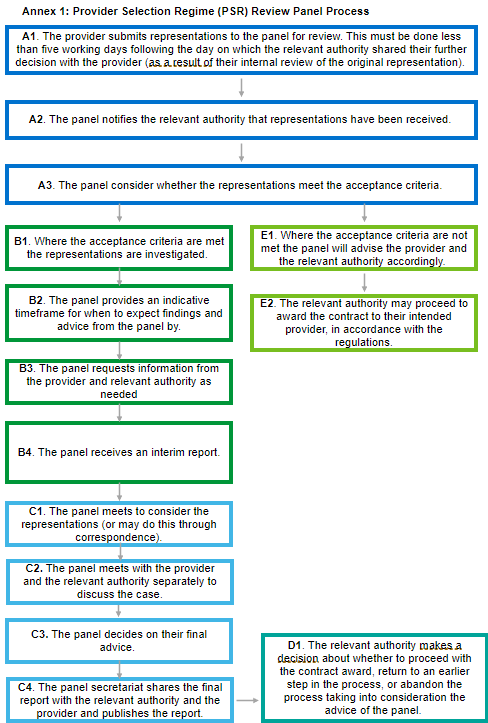 Annex 1: Provider Selection Regime (PSR) Review Panel Process
A1. The provider submits representations to the panel for review. This must be done less
than five working days following the day on which the relevant authority shared their further
decision with the provider (as a result of their internal review of the original representation).
A2. The panel notifies the relevant authority that representations have been received.
A3. The panel consider whether the representations meet the acceptance criteria.
B1. Where the acceptance criteria are met
the representations are investigated.
E1. Where the acceptance criteria are not
met the panel will advise the provider and
the relevant authority accordingly.
B2. The panel provides an indicative
timeframe for when to expect findings and
advice from the panel by.
E2. The relevant authority may proceed to
award the contract to their intended
provider, in accordance with the
regulations.
B3. The panel requests information from
the provider and relevant authority as
needed
B4. The panel receives an interim report.
C1. The panel meets to consider the
representations (or may do this through
correspondence).
C2. The panel meets with the provider
and the relevant authority separately to
discuss the case.
C3. The panel decides on their final
advice.
C4. The panel secretariat shares the final
report with the relevant authority and the
provider and publishes the report.
D1. The relevant authority makes a
decision about whether to proceed with
the contract award, return to an earlier
step in the process, or abandon the
process taking into consideration the
advice of the panel.